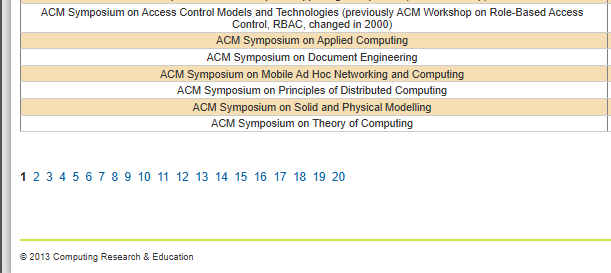 ACM Symposium on Access Control Models and Technologies (previously ACM Workshop on Role-Based Access
Control, RBAC, changed in 2000)
ACM Symposium on Applied Computing
ACM Symposium on Document Engineering
ACM Symposium on Mobile Ad Hoc Networking and Computing
ACM Symposium on Principles of Distributed Computing
ACM Symposium on Solid and Physical Modelling
ACM Symposium on Theory of Computing
1 2 3 4 5 6 7 8 9 10 11 12 13 14 15 16 17 18 19 20
© 2013 Computing Research & Education